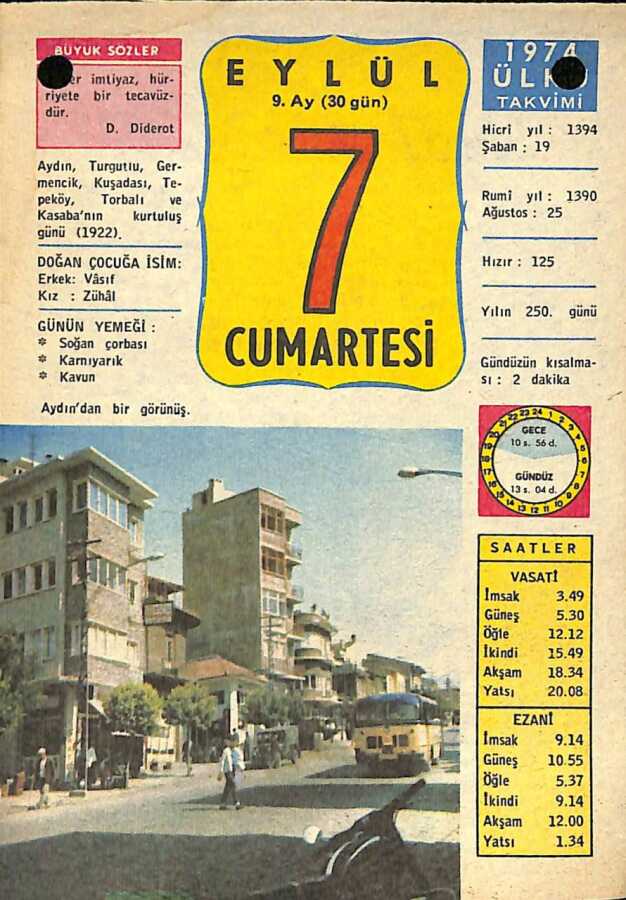 BÜYÜK SÖZLER
imtiyaz, hür-
riyete bir tecavüz-
dür.
D. Diderot
Aydın, Turgutlu, Ger-
mencik, Kuşadası, Te-
peköy, Torbalı ve
Kasaba'nın kurtuluş
günü (1922).
DOĞAN ÇOCUĞA İSİM:
Erkek: Vâsıf
Kız : Zühâl
GÜNÜN YEMEĞİ :
Soğan çorbası
Karnıyarık
Kavun
Aydın'dan bir görünüş.
EYLÜL
9. Ay (30 gün)
7
CUMARTESİ
1974
TAKVİMİ
Hicrî yıl : 1394
Şaban : 19
Rumî yıl : 1390
Ağustos : 25
Hızır : 125
Yılın 250. günü
Gündüzün kısalma-
sı : 2 dakika
GECE
10 s. 56 d.
GÜNDÜZ
13 s. 04 d.
SAATLER
VASATİ
İmsak 3.49
Güneş 5.30
Öğle 12.12
İkindi 15.49
Akşam 18.34
Yatsı 20.08
EZANİ
İmsak 9.14
Güneş 10.55
Öğle 5.37
İkindi 9.14
Akşam 12.00
Yatsı 1.34